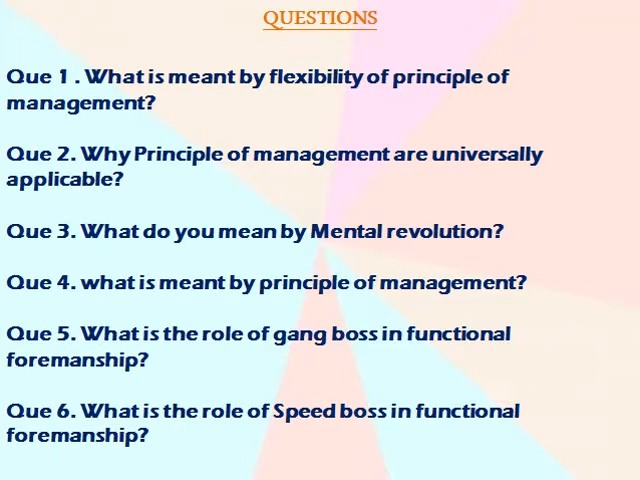 QUESTIONS
Que 1 . What is meant by flexibility of principle of
management?
Que 2. Why Principle of management are universally
applicable?
Que 3. What do you mean by Mental revolution?
Que 4. what is meant by principle of management?
Que 5. What is the role of gang boss in functional
foremanship?
Que 6. What is the role of Speed boss in functional
foremanship?